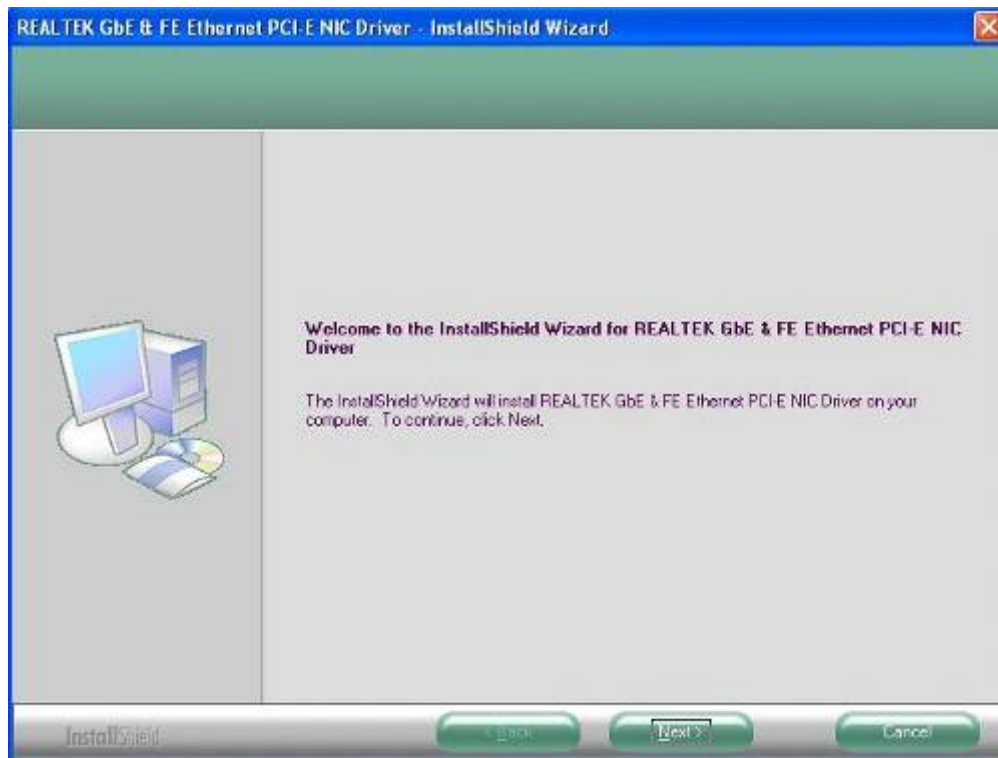 REALTEK GbE & FE Ethernet PCI-E NIC Driver - InstallShield Wizard
Welcome to the InstallShield Wizard for REALTEK GbE & FE Ethernet PCI-E NIC
Driver
The InstallShield Wizard will install REALTEK GbE & FE Ethernet PCI-E NIC Driver on your
computer. To continue, click Next.
InstallShield
< Back
Next >
Cancel